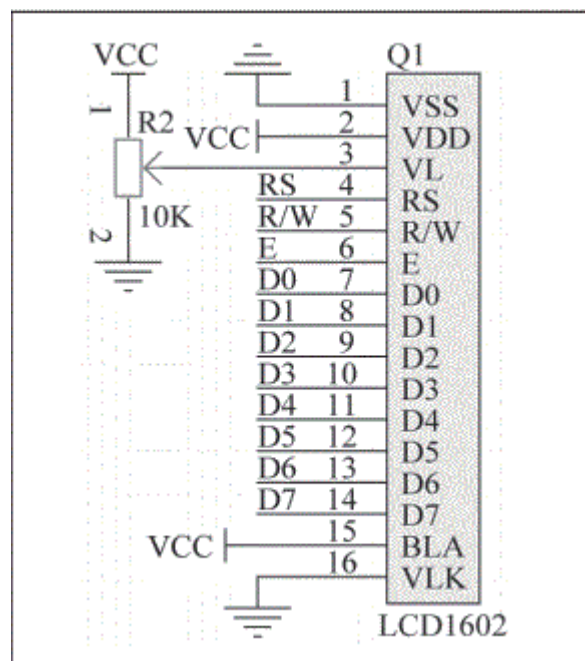 VCC
Q1
1
R2
VCC
10K
2
1 VSS
2 VDD
3 VL
RS 4 RS
R/W 5 R/W
E 6 E
D0 7 D0
D1 8 D1
D2 9 D2
D3 10 D3
D4 11 D4
D5 12 D5
D6 13 D6
D7 14 D7
VCC 15 BLA
16 VLK
LCD1602